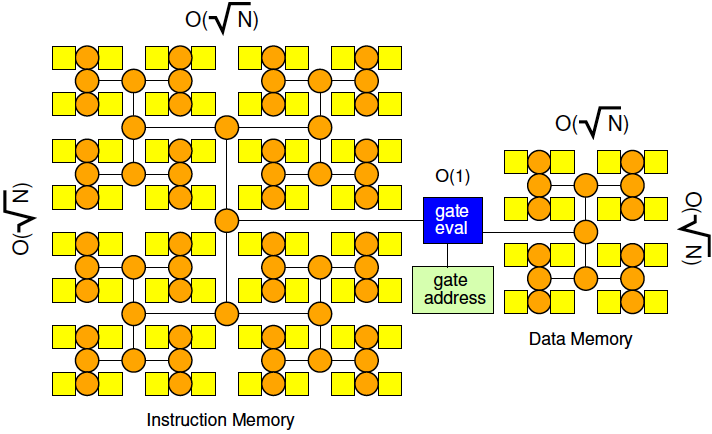 O(√N)
O(√N)
O(√N)
O(1)
O(√N)
gate
eval
gate
address
Data Memory
Instruction Memory